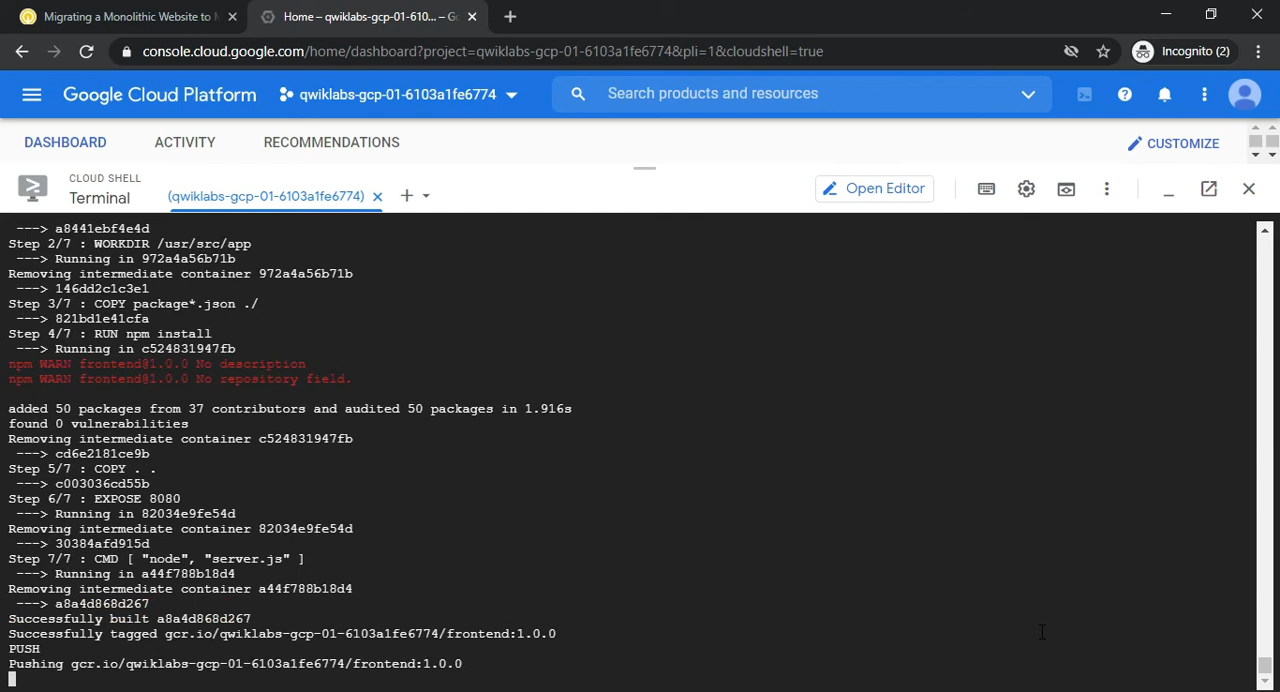 Migrating a Monolithic Website to
Home – qwiklabs-gcp-01-610... – Go
console.cloud.google.com/home/dashboard?project=qwiklabs-gcp-01-6103a1fe6774&pli=1&cloudshell=true
Incognito (2)
Google Cloud Platform
qwiklabs-gcp-01-6103a1fe6774
Search products and resources
DASHBOARD
ACTIVITY
RECOMMENDATIONS
CUSTOMIZE
CLOUD SHELL
Terminal
(qwiklabs-gcp-01-6103a1fe6774)
Open Editor
---> a8441ebf4e4d
Step 2/7 : WORKDIR /usr/src/app
---> Running in 972a4a56b71b
Removing intermediate container 972a4a56b71b
---> 146dd2c1c3e1
Step 3/7 : COPY package*.json ./
---> 821bd1e41cfa
Step 4/7 : RUN npm install
---> Running in c524831947fb
npm WARN frontend@1.0.0 No description
npm WARN frontend@1.0.0 No repository field.
added 50 packages from 37 contributors and audited 50 packages in 1.916s
found 0 vulnerabilities
Removing intermediate container c524831947fb
---> cd6e2181ce9b
Step 5/7 : COPY . .
---> c003036cd55b
Step 6/7 : EXPOSE 8080
---> Running in 82034e9fe54d
Removing intermediate container 82034e9fe54d
---> 30384afd915d
Step 7/7 : CMD [ "node", "server.js" ]
---> Running in a44f788b18d4
Removing intermediate container a44f788b18d4
---> a8a4d868d267
Successfully built a8a4d868d267
Successfully tagged gcr.io/qwiklabs-gcp-01-6103a1fe6774/frontend:1.0.0
PUSH
Pushing gcr.io/qwiklabs-gcp-01-6103a1fe6774/frontend:1.0.0